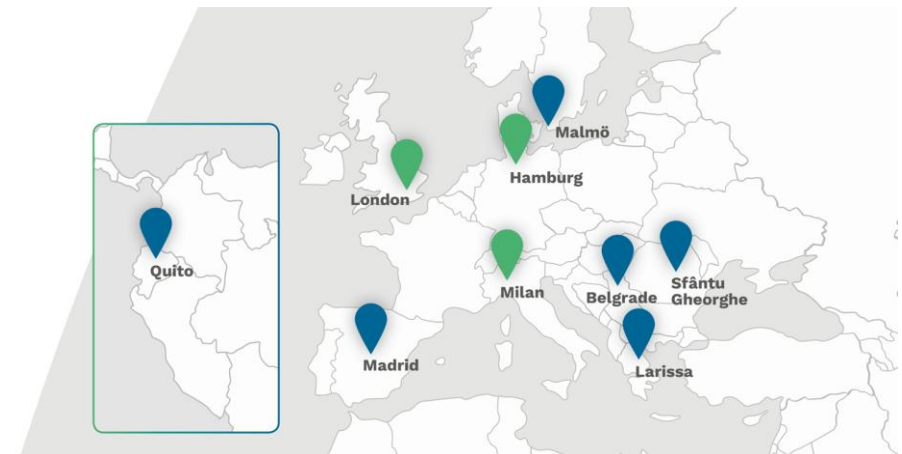 Malmö
Hamburg
London
Quito
Milan
Belgrade
Sfântu
Gheorghe
Madrid
Larissa